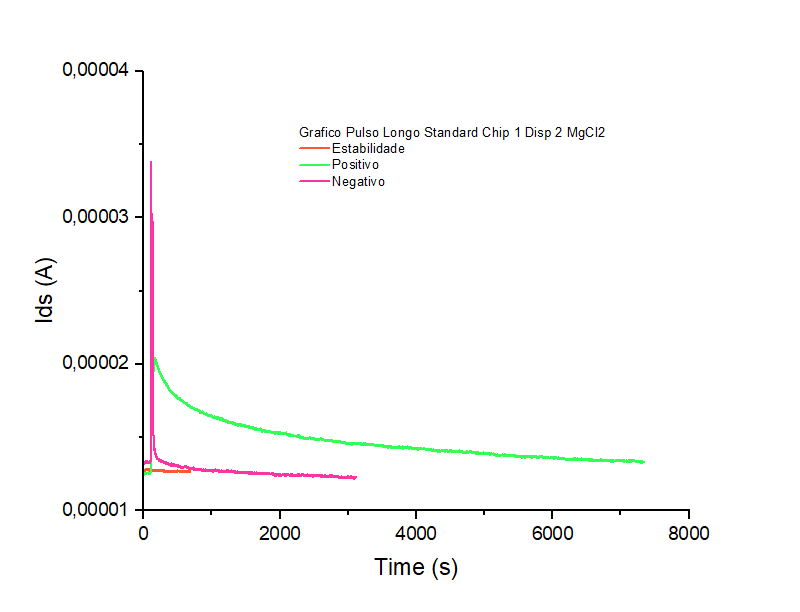 0,00004
Grafico Pulso Longo Standard Chip 1 Disp 2 MgCl2
Estabilidade
Positivo
Negativo
0,00003
Ids (A)
0,00002
0,00001
0 2000 4000 6000 8000
Time (s)